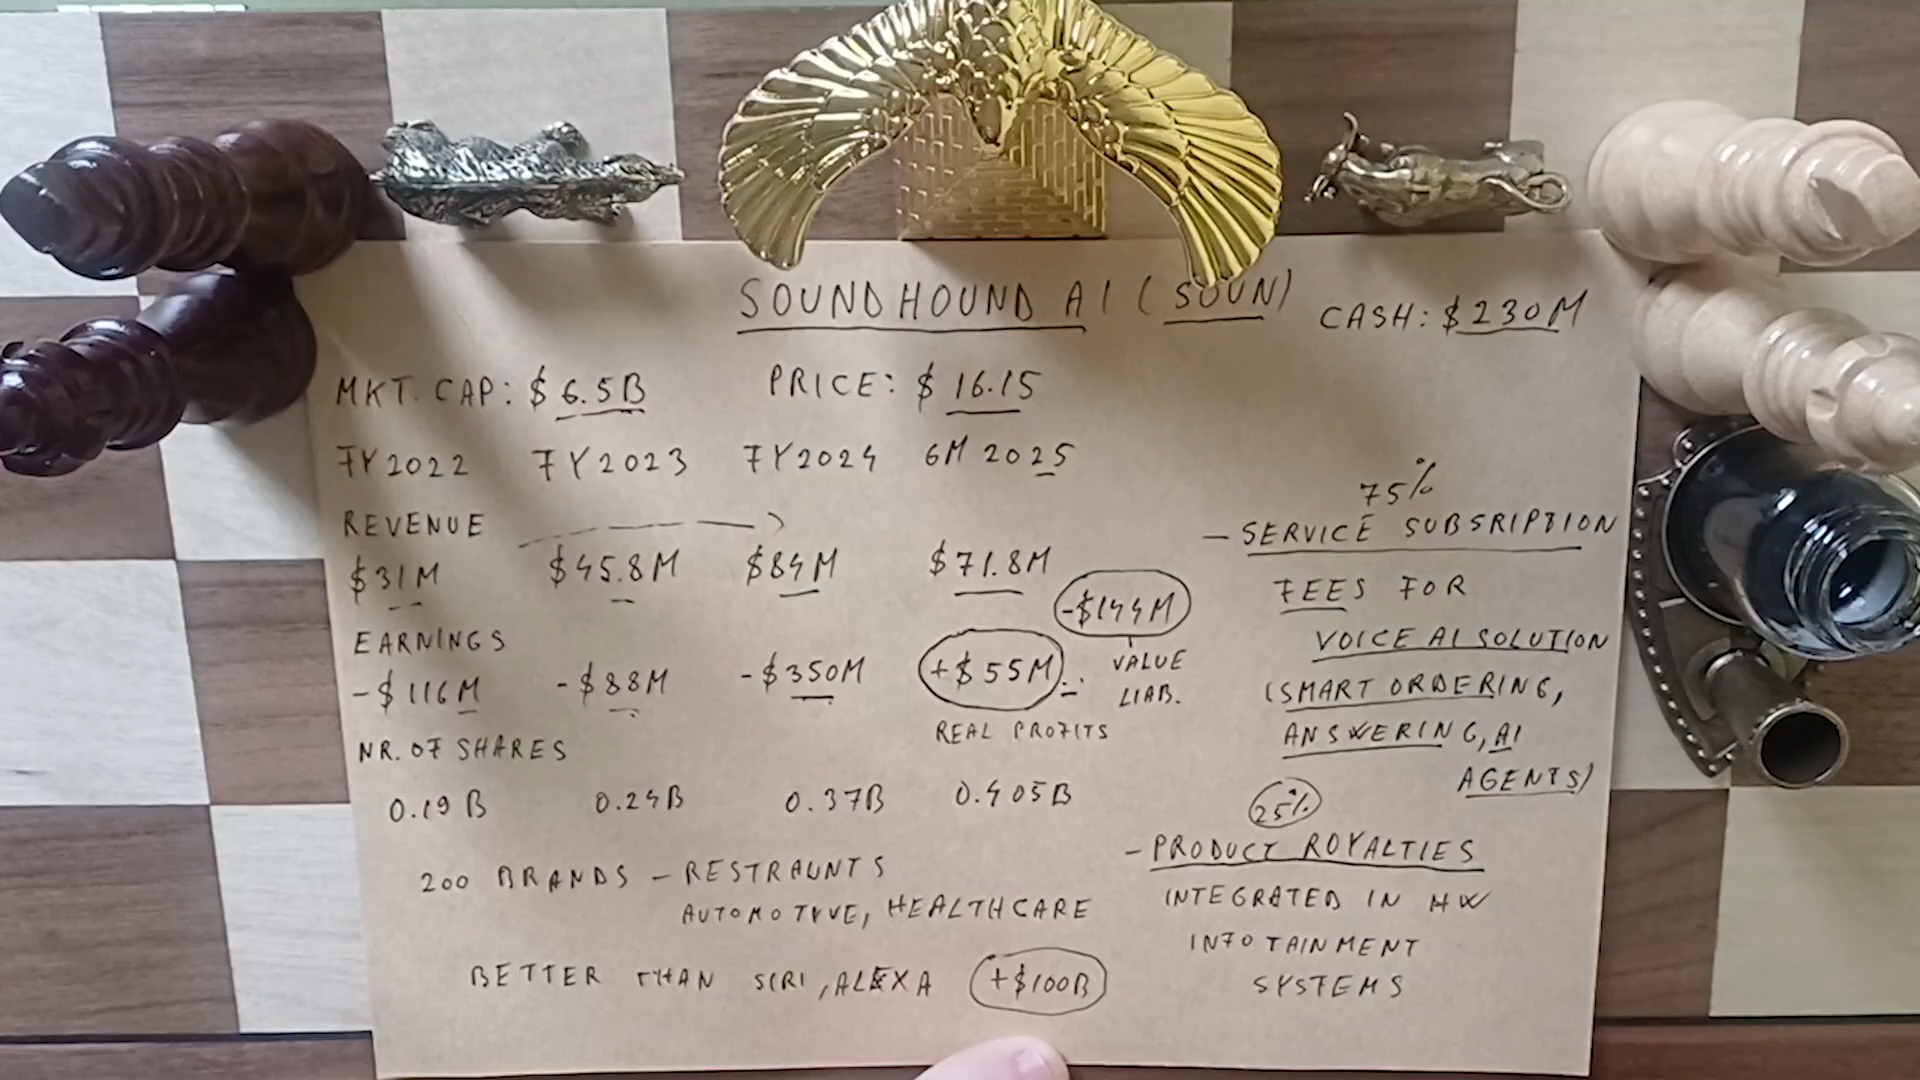 SOUNDHOUND AI (SOUN)
CASH: $230M
MKT. CAP: $6.5B
PRICE: $16.15
FY2022 FY2023 FY2024 6M 2025
REVENUE
$31M $45.8M $84M $71.8M
-$144M
VALUE
LIAB.
EARNINGS
-$116M -$88M -$350M +$55M
REAL PROFITS
NR. OF SHARES
0.19B 0.24B 0.37B 0.405B
200 BRANDS - RESTRAUNTS
AUTOMOTYVE, HEALTHCARE
BETTER THAN SIRI, ALEXA +$100B
75%
- SERVICE SUBSRIPTION
FEES FOR
VOICE AI SOLUTION
(SMART ORDERING,
ANSWERING, AI
AGENTS)
25%
- PRODUCT ROYALTIES
INTEGRATED IN HW
INFOTAINMENT
SYSTEMS